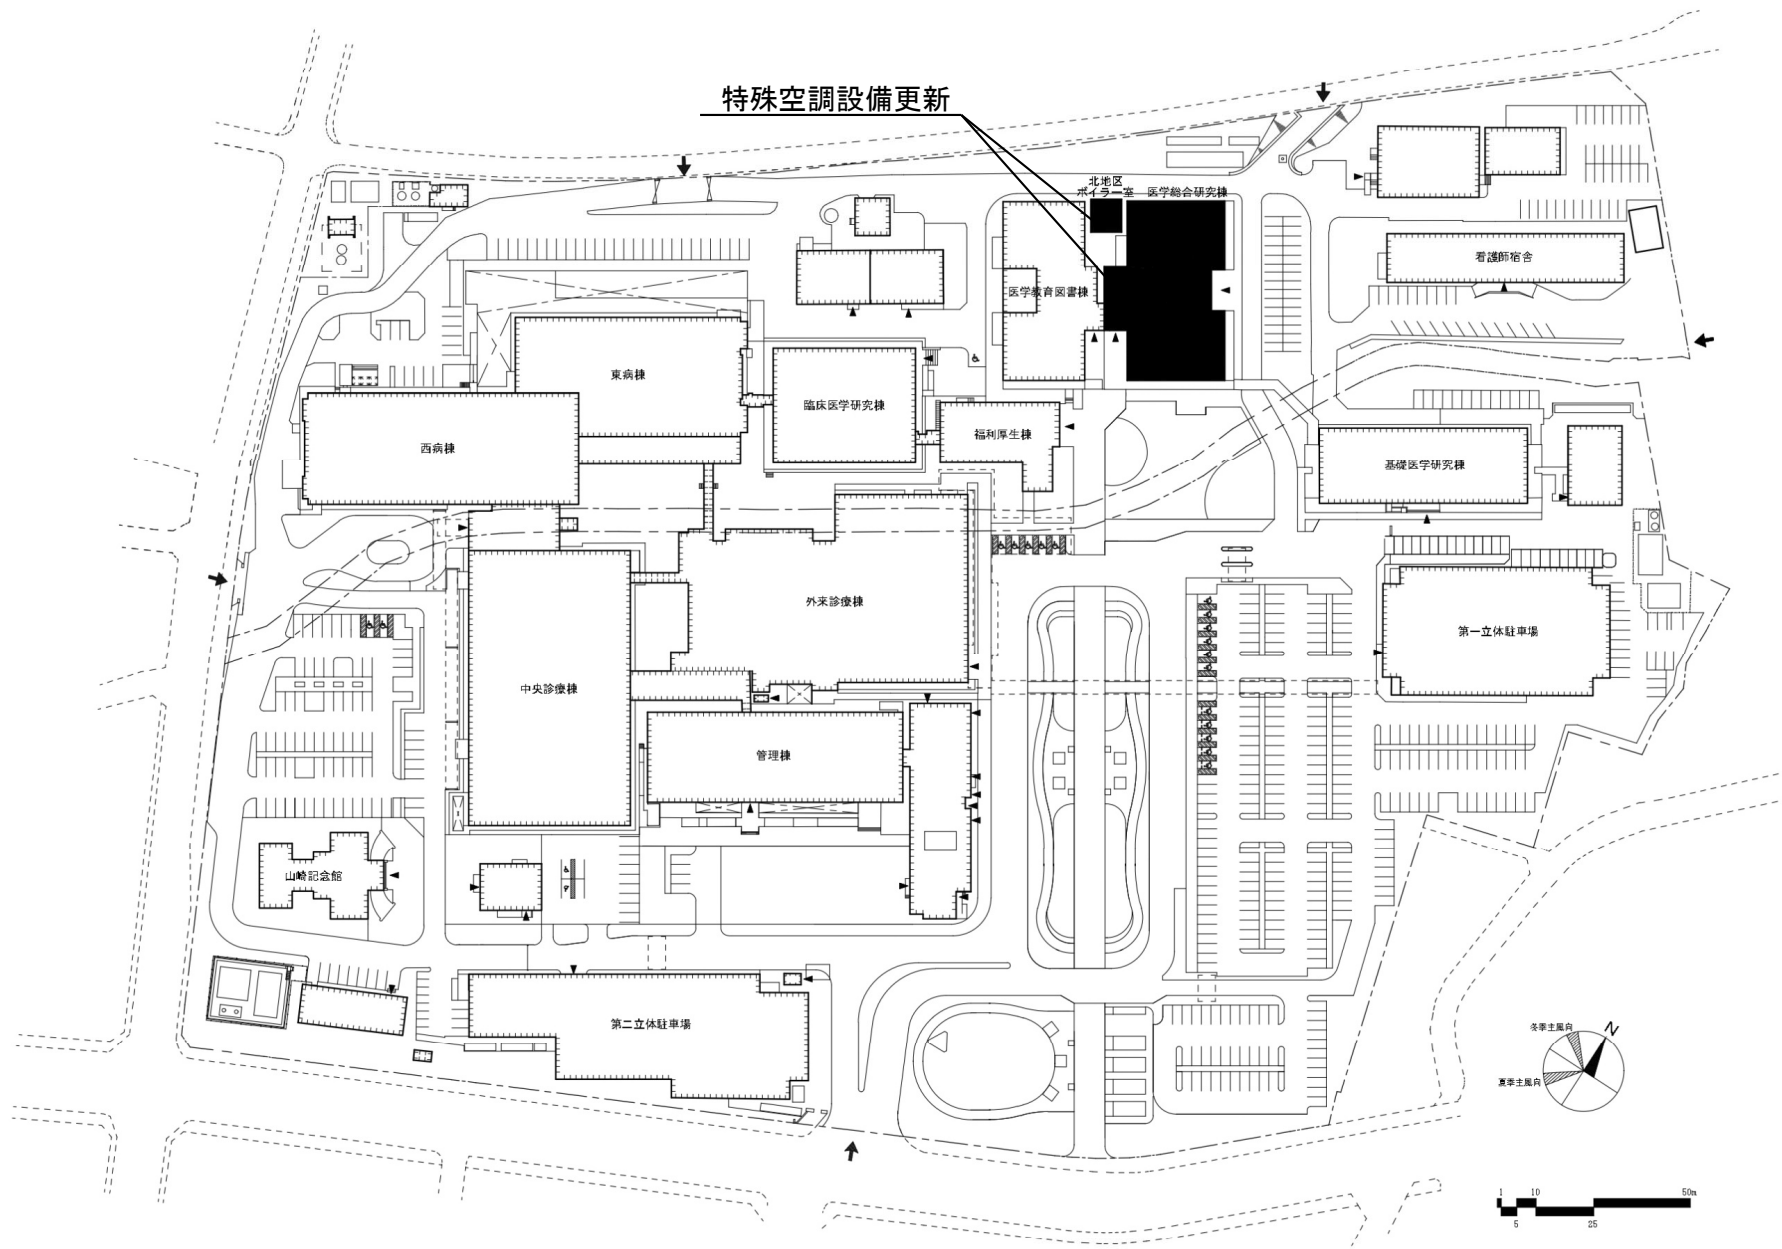 特殊空調設備更新
北地区
ボイラー室
医学総合研究棟
看護師宿舎
医学教育図書棟
東病棟
臨床医学研究棟
福利厚生棟
西病棟
基礎医学研究棟
外来診療棟
第一立体駐車場
中央診療棟
管理棟
山崎記念館
第二立体駐車場
冬季主風向
N
夏季主風向
1 10 50m
5 25